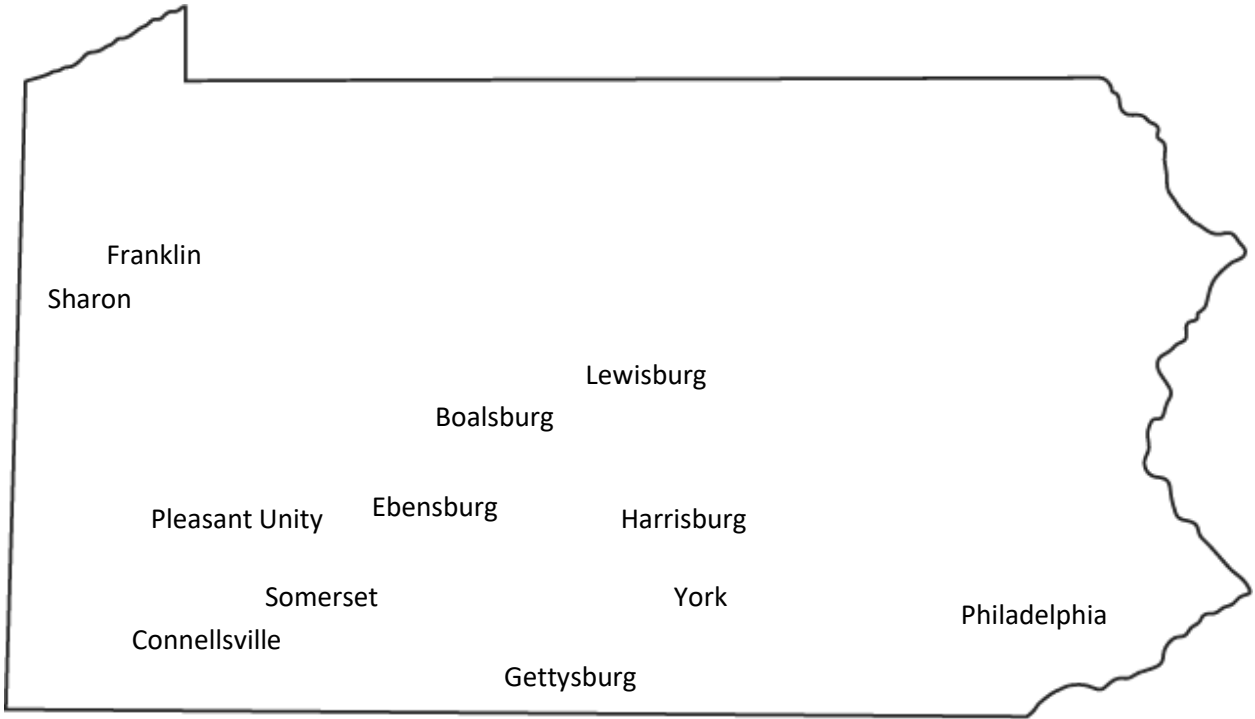 Franklin
Sharon
Lewisburg
Boalsburg
Ebensburg
Pleasant Unity
Harrisburg
Somerset
York
Philadelphia
Connellsville
Gettysburg